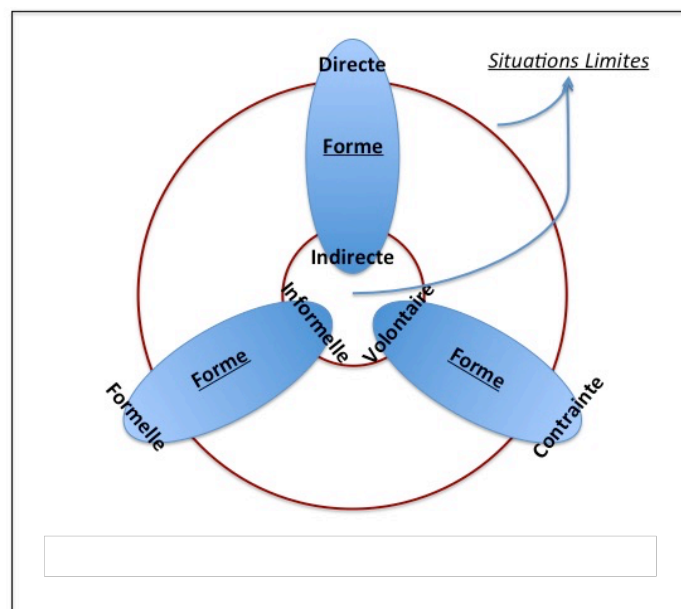 Directe
Situations Limites
Forme
Indirecte
Informelle
Volontaire
Forme
Forme
Formelle
Contrainte